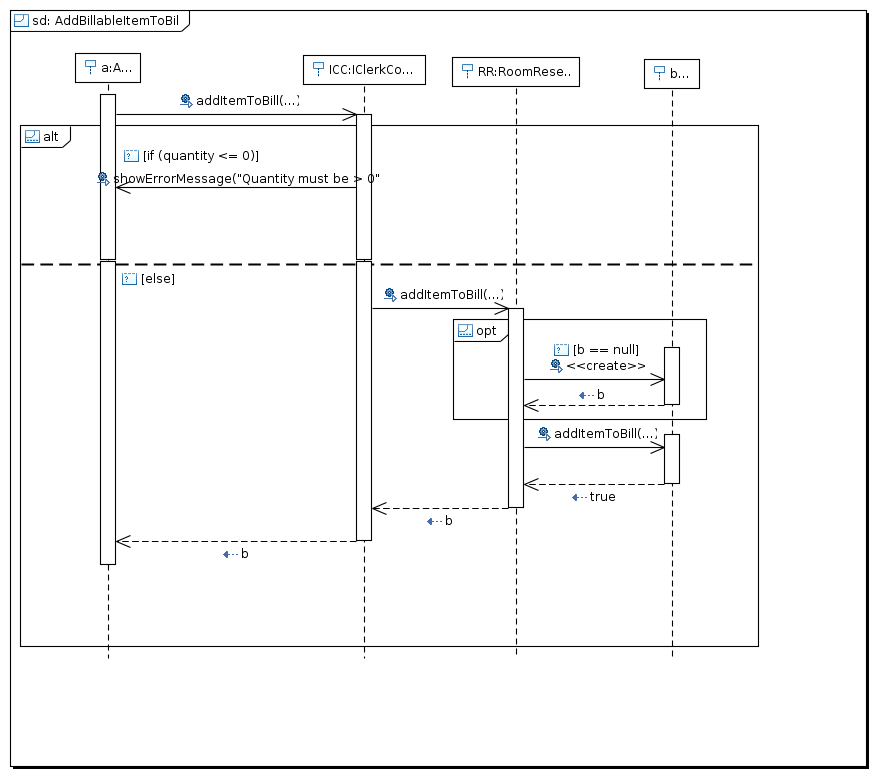 sd: AddBillableItemToBil
a:A...
ICC:IClerkCo...
RR:RoomRese..
b...
addItemToBill(...)
alt
[if (quantity <= 0)]
showErrorMessage("Quantity must be > 0"
[else]
addItemToBill(...)
opt
[b == null]
<<create>>
b
addItemToBill(...)
true
b
b